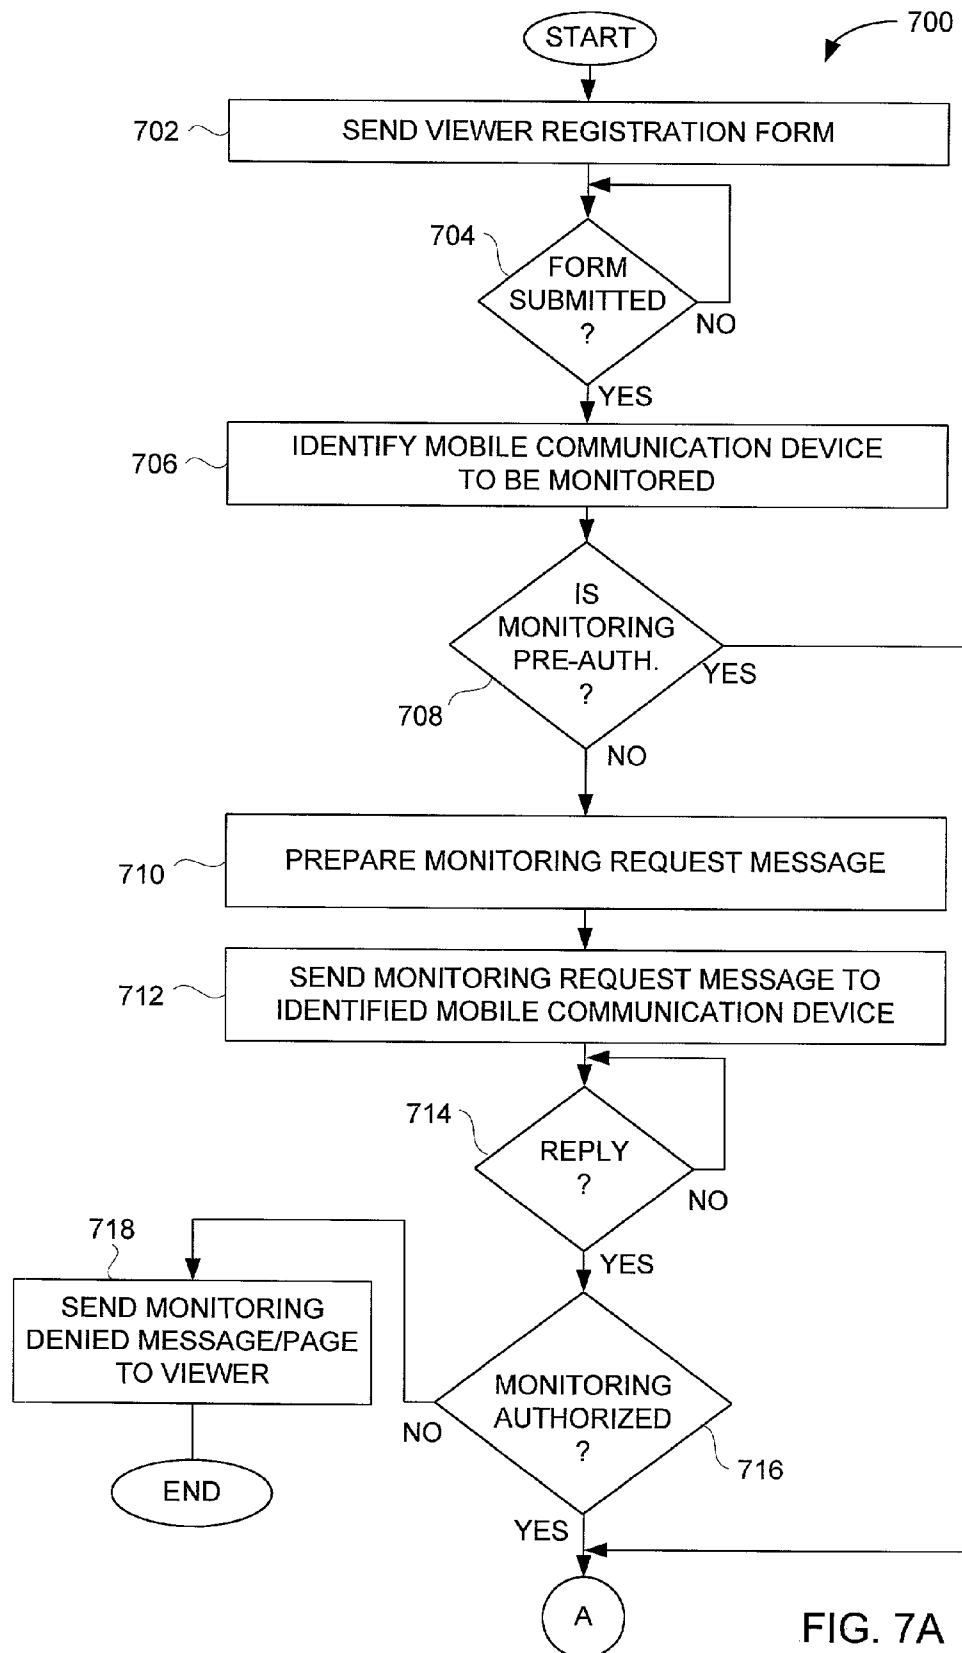 START
700
702
SEND VIEWER REGISTRATION FORM
704
FORM
SUBMITTED
?
NO
YES
706
IDENTIFY MOBILE COMMUNICATION DEVICE
TO BE MONITORED
IS
MONITORING
PRE-AUTH.
?
YES
708
NO
710
PREPARE MONITORING REQUEST MESSAGE
712
SEND MONITORING REQUEST MESSAGE TO
IDENTIFIED MOBILE COMMUNICATION DEVICE
714
REPLY
?
NO
YES
718
SEND MONITORING
DENIED MESSAGE/PAGE
TO VIEWER
END
MONITORING
AUTHORIZED
?
NO
716
YES
A
FIG. 7A